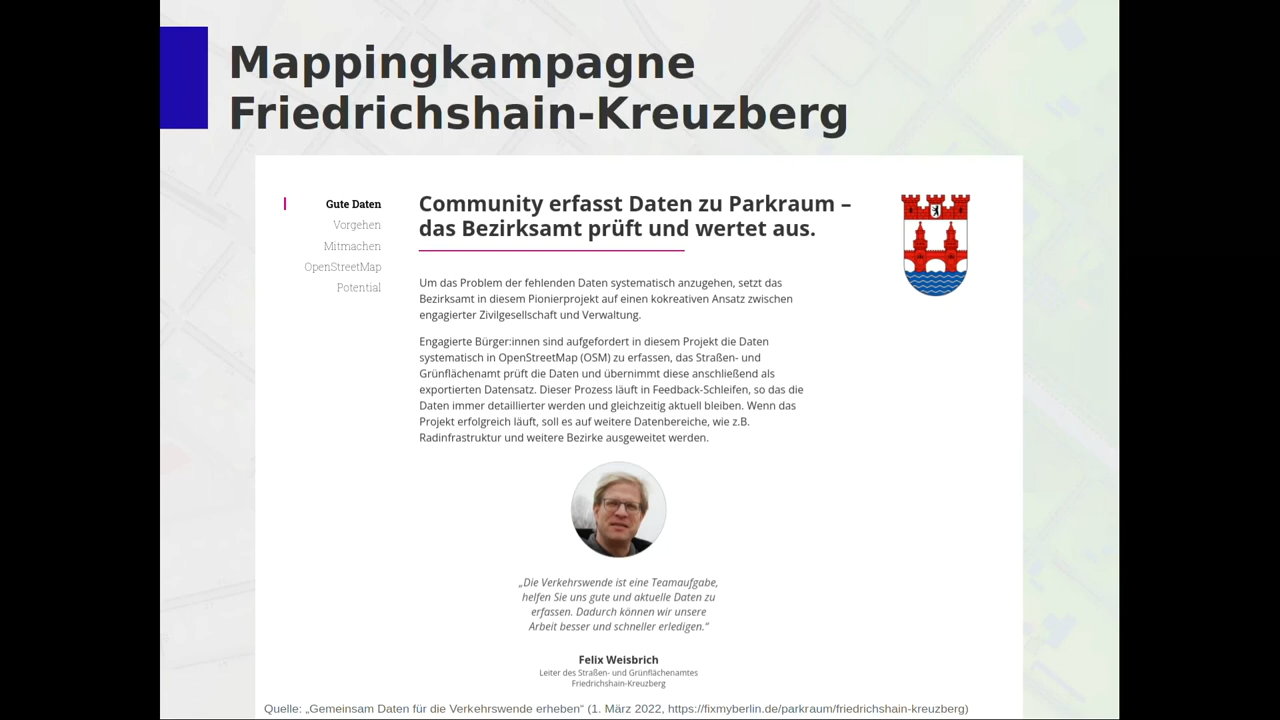 Mappingkampagne
Friedrichshain-Kreuzberg
Gute Daten
Vorgehen
Mitmachen
OpenStreetMap
Potential
Community erfasst Daten zu Parkraum –
das Bezirksamt prüft und wertet aus.
Um das Problem der fehlenden Daten systematisch anzugehen, setzt das
Bezirksamt in diesem Pionierprojekt auf einen kokreativen Ansatz zwischen
engagierter Zivilgesellschaft und Verwaltung.
Engagierte Bürger:innen sind aufgefordert in diesem Projekt die Daten
systematisch in OpenStreetMap (OSM) zu erfassen, das Straßen- und
Grünflächenamt prüft die Daten und übernimmt diese anschließend als
exportierten Datensatz. Dieser Prozess läuft in Feedback-Schleifen, so das die
Daten immer detaillierter werden und gleichzeitig aktuell bleiben. Wenn das
Projekt erfolgreich läuft, soll es auf weitere Datenbereiche, wie z.B.
Radinfrastruktur und weitere Bezirke ausgeweitet werden.
„Die Verkehrswende ist eine Teamaufgabe,
helfen Sie uns gute und aktuelle Daten zu
erfassen. Dadurch können wir unsere
Arbeit besser und schneller erledigen.“
Felix Weisbrich
Leiter des Straßen- und Grünflächenamtes
Friedrichshain-Kreuzberg
Quelle: „Gemeinsam Daten für die Verkehrswende erheben“ (1. März 2022, https://fixmyberlin.de/parkraum/friedrichshain-kreuzberg)